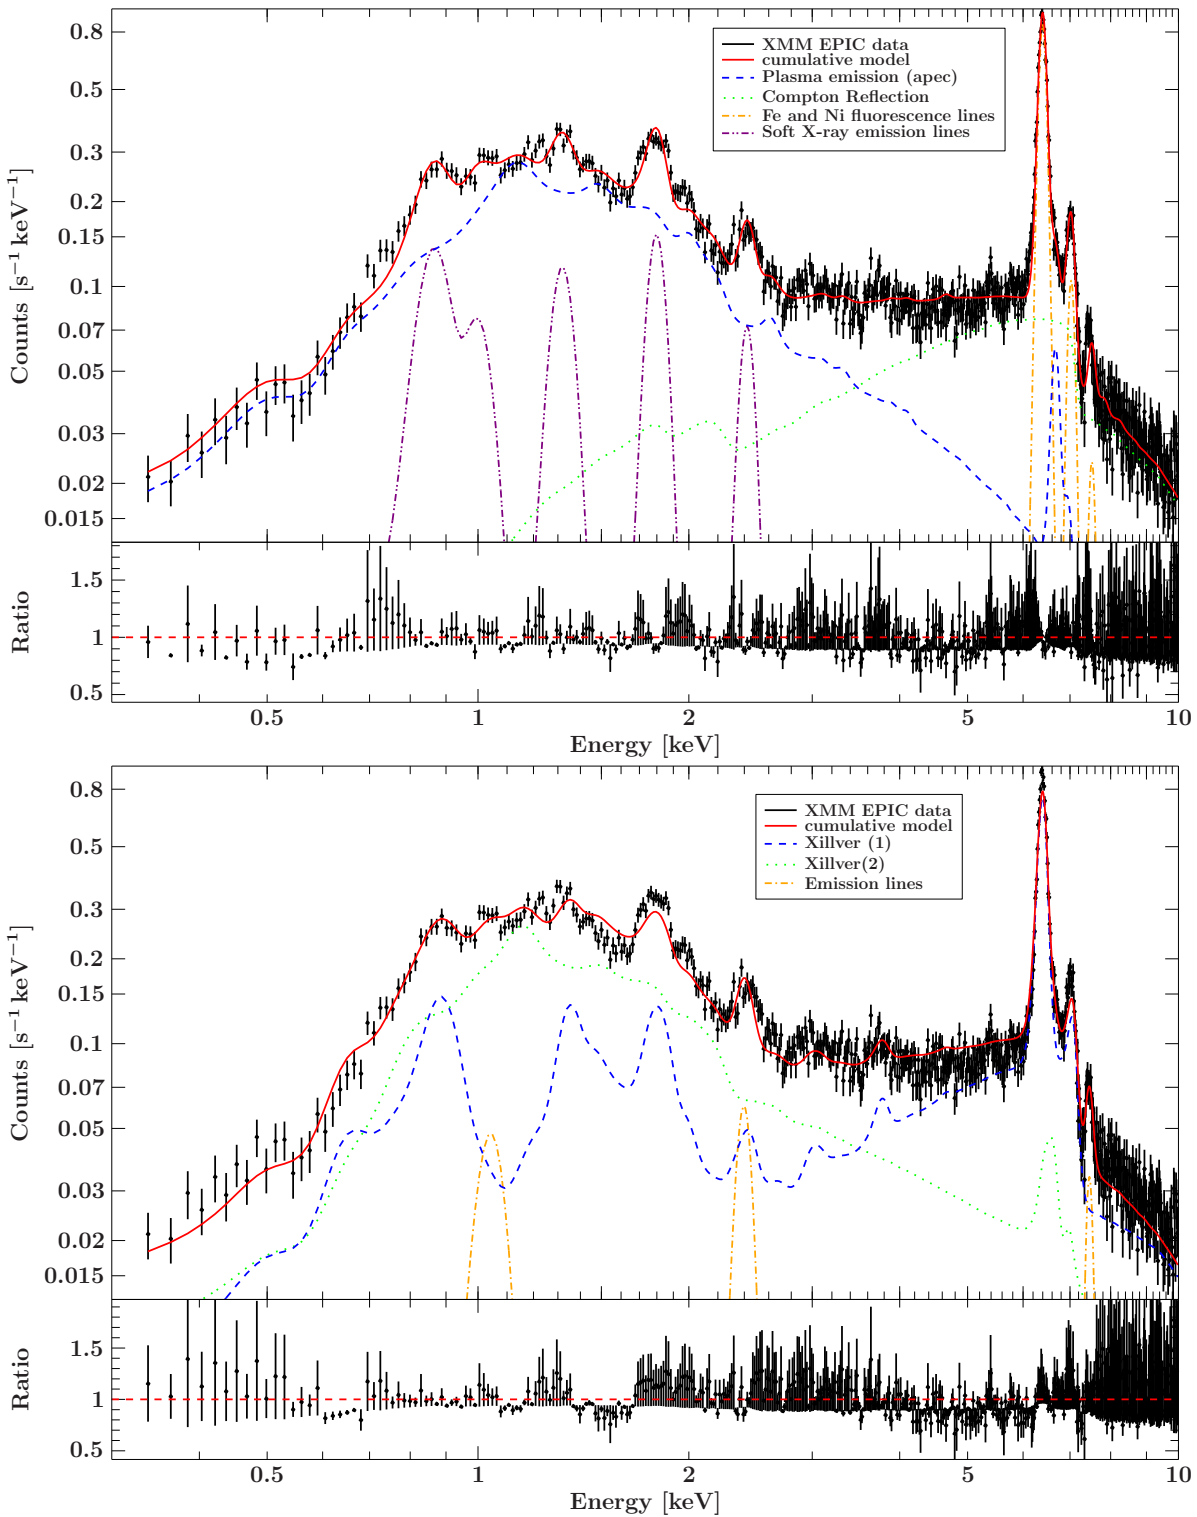 0.8
0.5
0.3
0.2
0.15
0.1
0.07
0.05
0.03
0.02
0.015
Counts [s−1 keV−1]
XMM EPIC data
cumulative model
Plasma emission (apec)
Compton Reflection
Fe and Ni fluorescence lines
Soft X-ray emission lines
1.5
1
0.5
Ratio
0.5 1 2 5 10
Energy [keV]
0.8
0.5
0.3
0.2
0.15
0.1
0.07
0.05
0.03
0.02
0.015
Counts [s−1 keV−1]
XMM EPIC data
cumulative model
Xillver (1)
Xillver(2)
Emission lines
1.5
1
0.5
Ratio
0.5 1 2 5 10
Energy [keV]